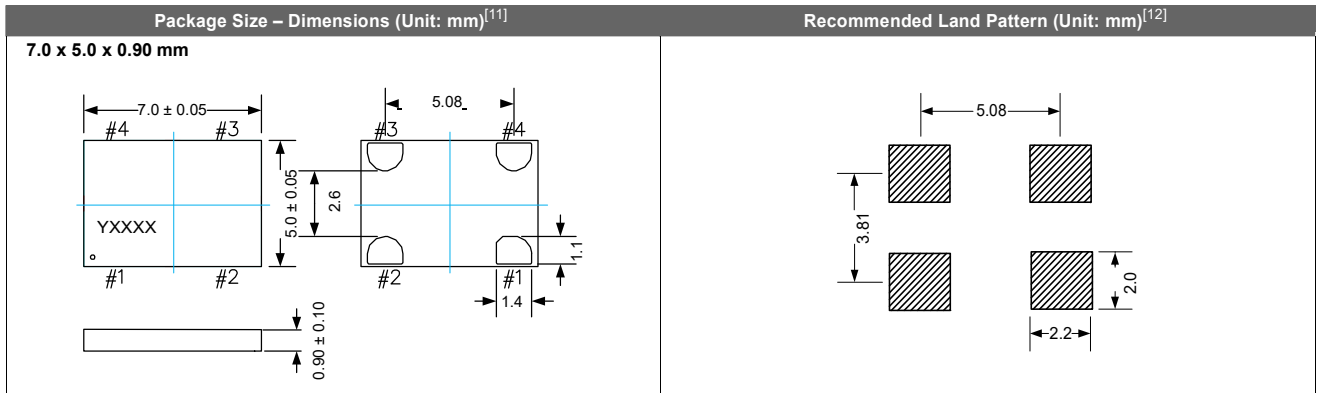 Package Size – Dimensions (Unit: mm)[11]
Recommended Land Pattern (Unit: mm)[12]
7.0 x 5.0 x 0.90 mm
7.0 ± 0.05
5.08
5.08
#4
#3
#3
#4
5.0 ± 0.05
2.6
3.81
YXXXX
1.1
2.0
#1
#2
#2
#1
1.4
2.2
0.90 ± 0.10